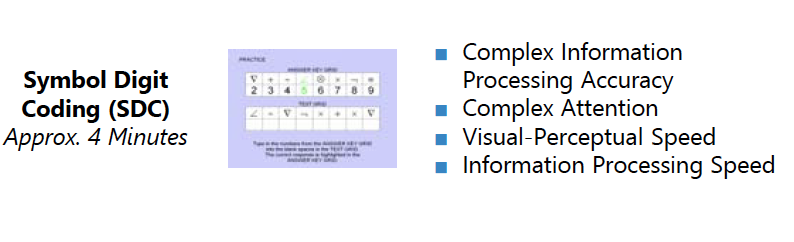 Symbol Digit
Coding (SDC)
Approx. 4 Minutes
PRACTICE
ANSWER KEY GRID
∇ + − ⊗ × ¬ =
2 3 4 5 6 7 8 9
TEST GRID
∠ − ∇ ¬ × + × ∇
Type in the numbers from the ANSWER KEY GRID
into the blank spaces in the TEST GRID
The correct response is highlighted in the
ANSWER KEY GRID
Complex Information
Processing Accuracy
Complex Attention
Visual-Perceptual Speed
Information Processing Speed